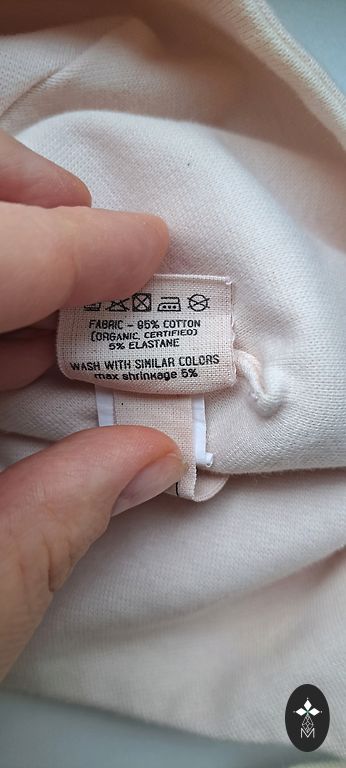 FABRIC - 95% COTTON
(ORGANIC, CERTIFIED)
5% ELASTANE
WASH WITH SIMILAR COLORS
max shrinkage 5%
M